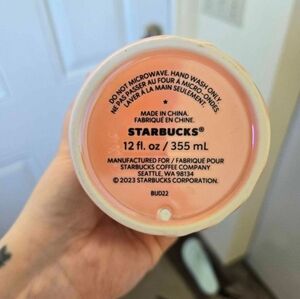 DO NOT MICROWAVE. HAND WASH ONLY.
NE PAS PASSER AU FOUR À MICRO-ONDES.
LAVER À LA MAIN SEULEMENT.
MADE IN CHINA.
FABRIQUÉ EN CHINE.
STARBUCKS®
12 fl. oz / 355 mL
MANUFACTURED FOR / FABRIQUÉ POUR
STARBUCKS COFFEE COMPANY
SEATTLE, WA 98134
©2023 STARBUCKS CORPORATION.
BUD22